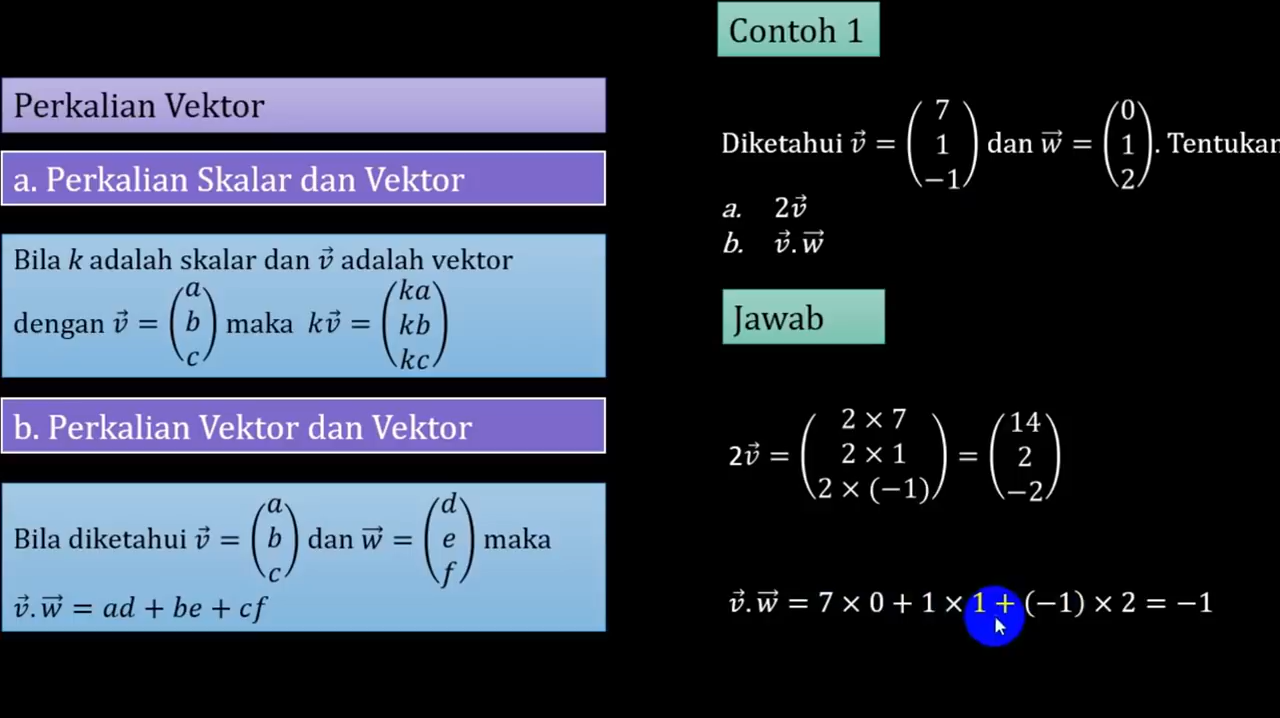 Perkalian Vektor
a. Perkalian Skalar dan Vektor
Bila k adalah skalar dan v⃗ adalah vektor
dengan v⃗ = (a b c) maka kv⃗ = (ka kb kc)
b. Perkalian Vektor dan Vektor
Bila diketahui v⃗ = (a b c) dan w⃗ = (d e f) maka
v⃗.w⃗ = ad + be + cf
Contoh 1
Diketahui v⃗ = (7 1 −1) dan w⃗ = (0 1 2). Tentukan
a. 2v⃗
b. v⃗.w⃗
Jawab
2v⃗ = (2 × 7 2 × 1 2 × (−1)) = (14 2 −2)
v⃗.w⃗ = 7 × 0 + 1 × 1 + (−1) × 2 = −1